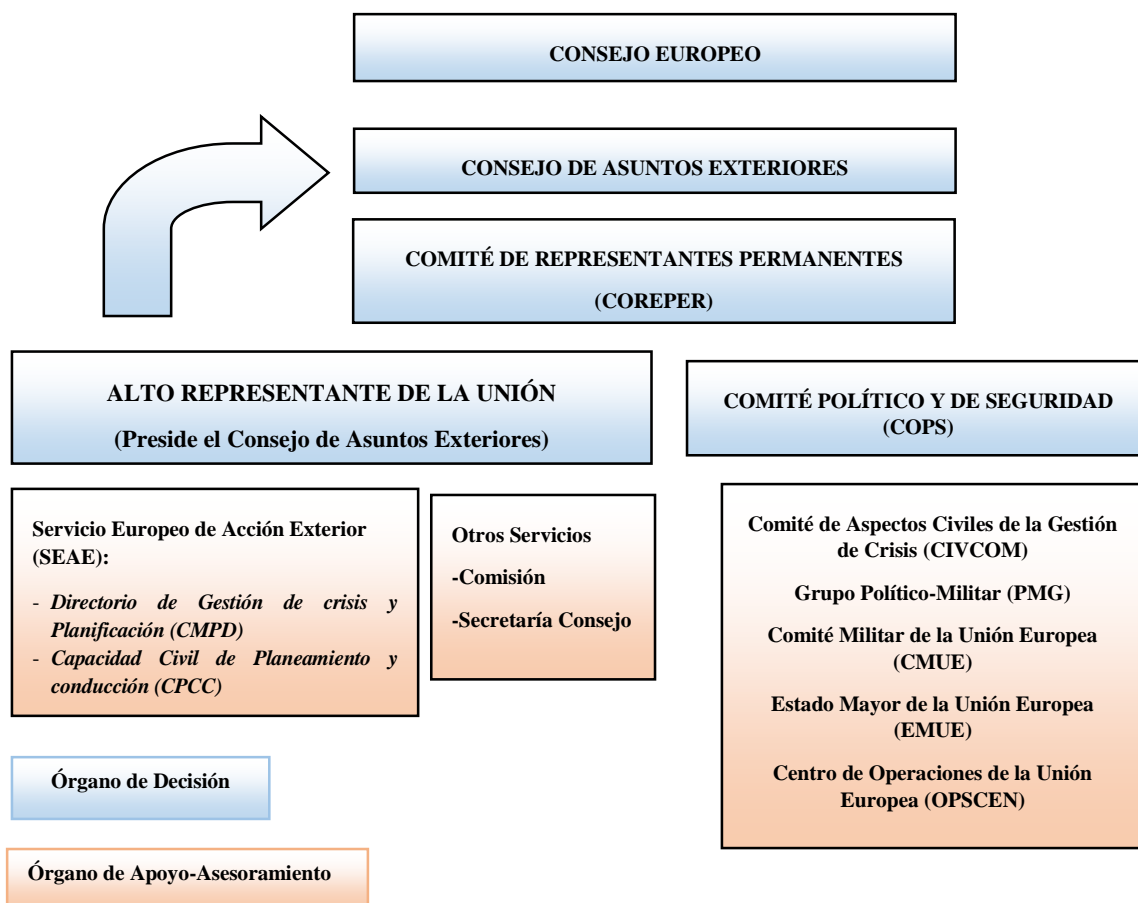 CONSEJO EUROPEO
CONSEJO DE ASUNTOS EXTERIORES
COMITÉ DE REPRESENTANTES PERMANENTES
(COREPER)
ALTO REPRESENTANTE DE LA UNIÓN
(Preside el Consejo de Asuntos Exteriores)
COMITÉ POLÍTICO Y DE SEGURIDAD
(COPS)
Servicio Europeo de Acción Exterior
(SEAE):
- Directorio de Gestión de crisis y
Planificación (CMPD)
- Capacidad Civil de Planeamiento y
conducción (CPCC)
Otros Servicios
-Comisión
-Secretaría Consejo
Comité de Aspectos Civiles de la Gestión
de Crisis (CIVCOM)
Grupo Político-Militar (PMG)
Comité Militar de la Unión Europea
(CMUE)
Estado Mayor de la Unión Europea
(EMUE)
Centro de Operaciones de la Unión
Europea (OPSCEN)
Órgano de Decisión
Órgano de Apoyo-Asesoramiento